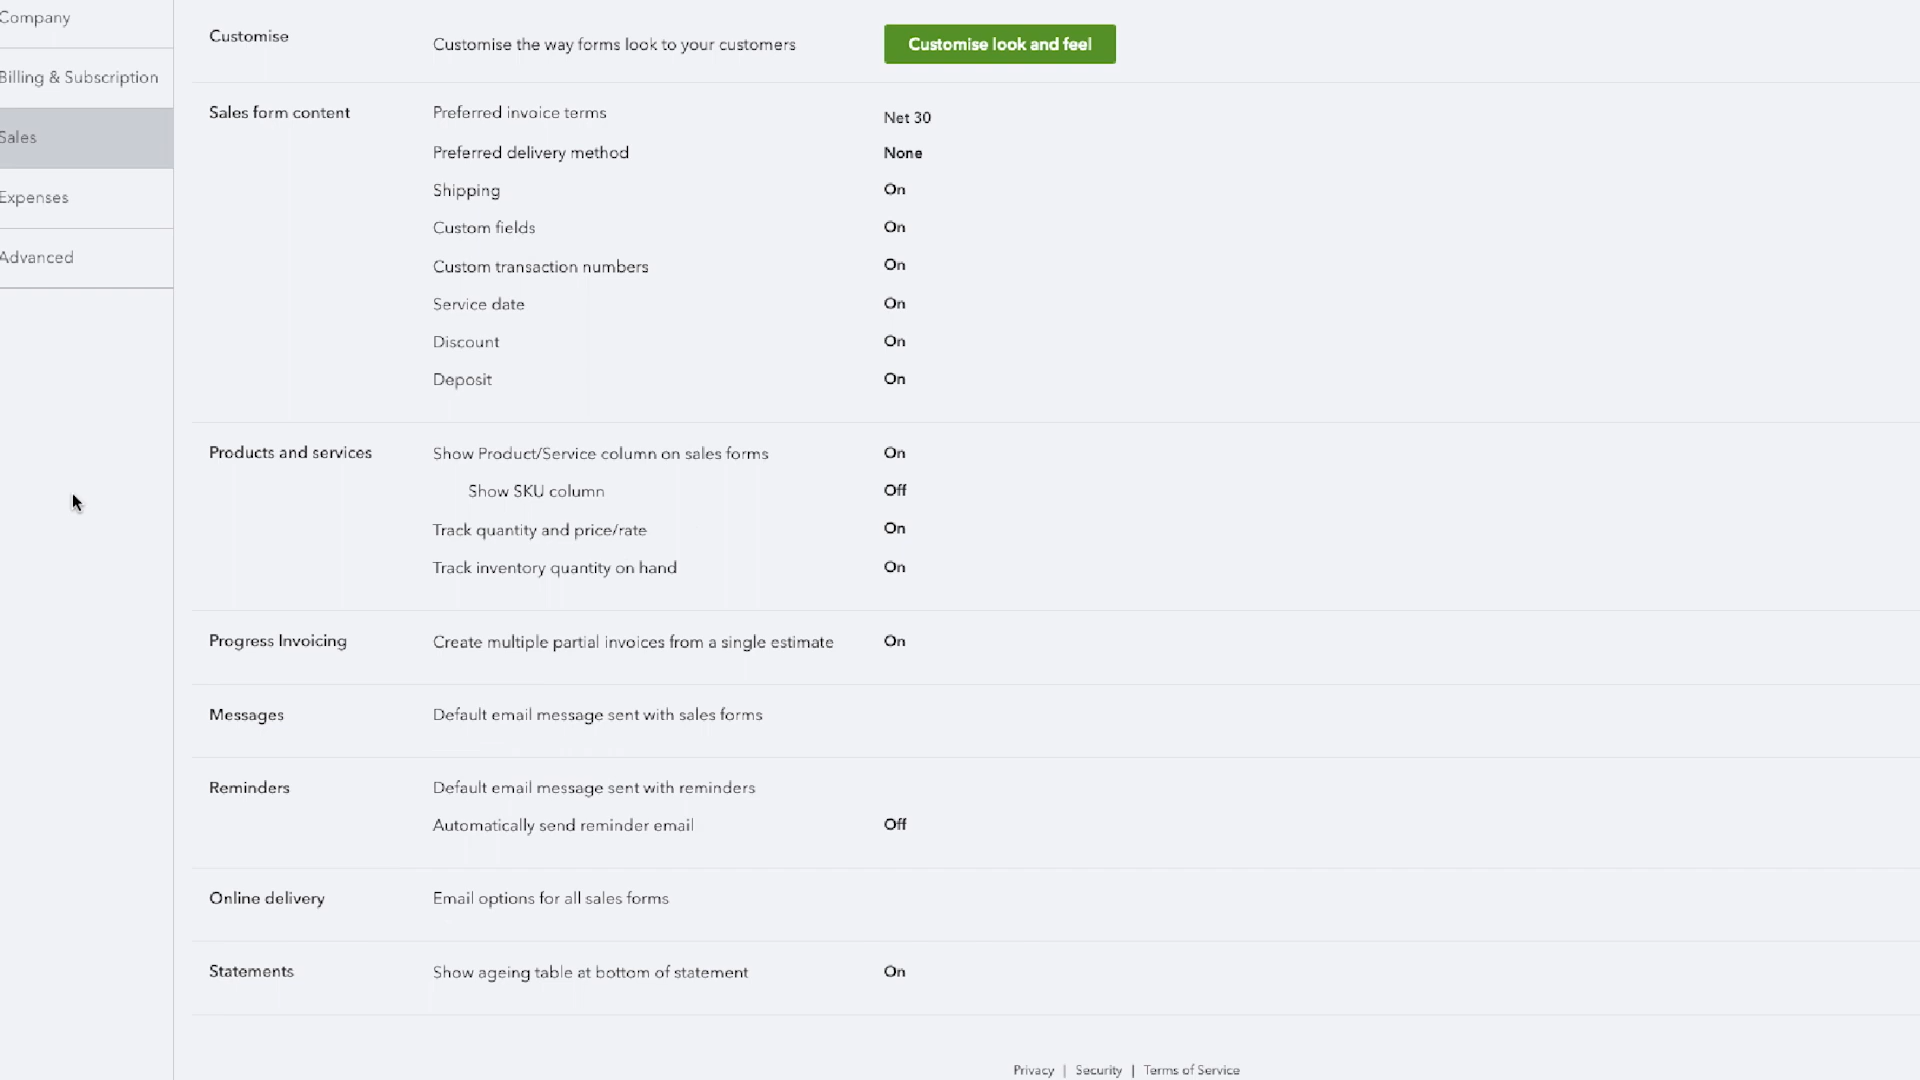 Company
Billing & Subscription
Sales
Expenses
Advanced
Customise
Customise the way forms look to your customers
Customise look and feel
Sales form content
Preferred invoice terms Net 30
Preferred delivery method None
Shipping On
Custom fields On
Custom transaction numbers On
Service date On
Discount On
Deposit On
Products and services
Show Product/Service column on sales forms On
Show SKU column Off
Track quantity and price/rate On
Track inventory quantity on hand On
Progress Invoicing
Create multiple partial invoices from a single estimate On
Messages
Default email message sent with sales forms
Reminders
Default email message sent with reminders
Automatically send reminder email Off
Online delivery
Email options for all sales forms
Statements
Show ageing table at bottom of statement On
Privacy | Security | Terms of Service